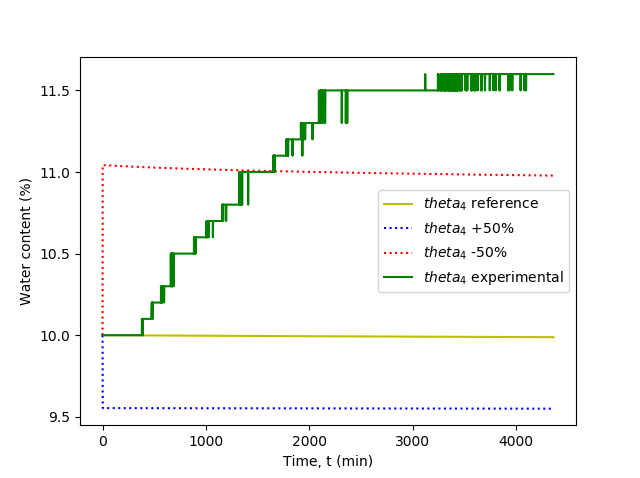 11.5
11.0
10.5
10.0
9.5
Water content (%)
theta₄ reference
theta₄ +50%
theta₄ -50%
theta₄ experimental
0 1000 2000 3000 4000
Time, t (min)